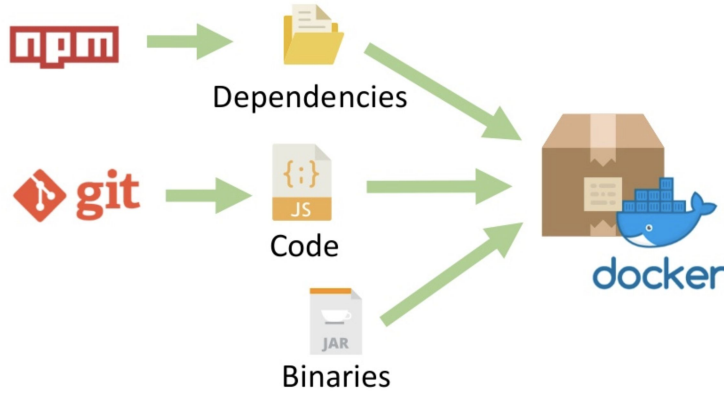 npm
Dependencies
git
{;}
JS
Code
JAR
Binaries
docker